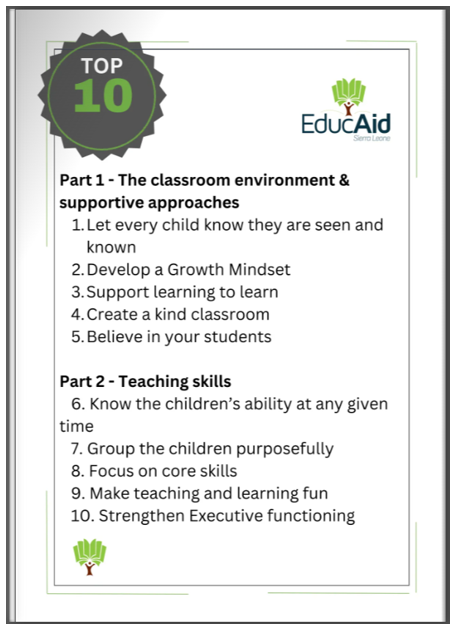 TOP
10
EducAid
Sierra Leone
Part 1 - The classroom environment &
supportive approaches
1. Let every child know they are seen and
known
2. Develop a Growth Mindset
3. Support learning to learn
4. Create a kind classroom
5. Believe in your students
Part 2 - Teaching skills
6. Know the children’s ability at any given
time
7. Group the children purposefully
8. Focus on core skills
9. Make teaching and learning fun
10. Strengthen Executive functioning